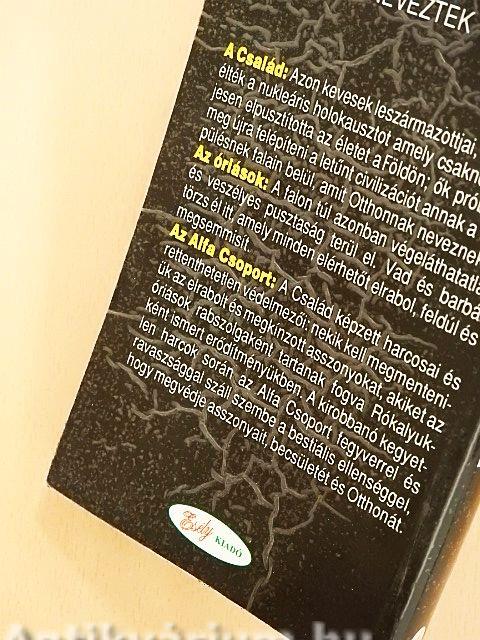 NEVEZTEK
A Család: Azon kevesek leszármazottjai,
élték a nukleáris holokausztot amely csakn
jesen elpusztította az életet a Földön; ők pró
meg újra felépíteni a letűnt civilizációt annak a
pülésnek falain belül, amit Otthonnak neveznek
Az óriások: A falon túl azonban végeláthatatla
és veszélyes pusztaság terül el. Vad és barbá
törzs él itt, amely minden elérhetőt elrabol, feldúl és
megsemmisít.
Az Alfa Csoport: A Család képzett harcosai és
rettenthetetlen védelmezői; nekik kell megmenteni-
ük az elrabolt és megkínzott asszonyokat, akiket az
óriások rabszolgaként tartanak fogva Rókalyuk-
ként ismert erődítményükben. A kirobbanó kegyet-
len harcok során az Alfa Csoport fegyverrel és
ravaszsággal száll szembe a bestiális ellenséggel,
hogy megvédje asszonyait, becsületét és Otthonát.
Esély KIADÓ
Antikvárium.hu